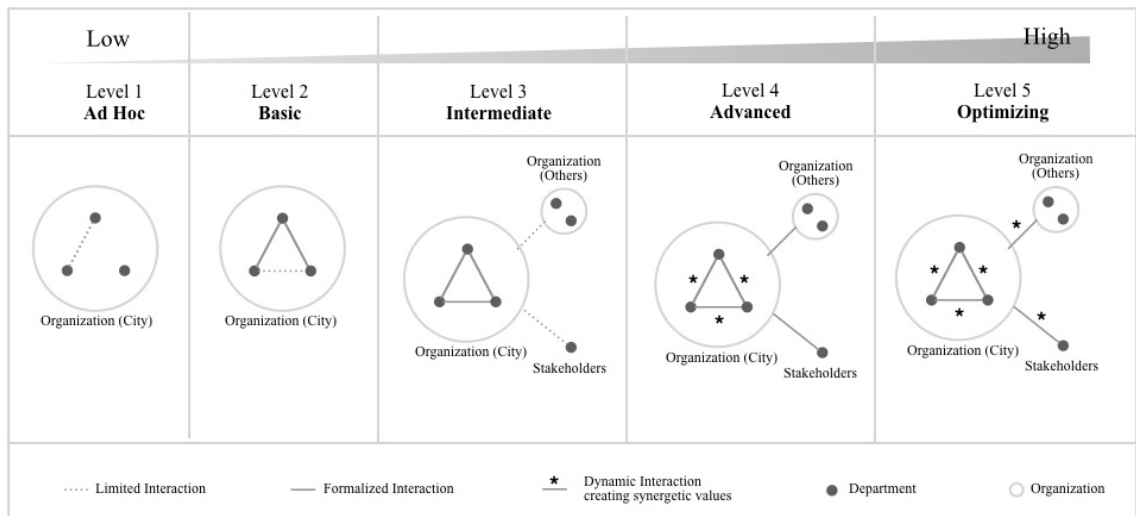 Low
High
Level 1
Ad Hoc
Level 2
Basic
Level 3
Intermediate
Level 4
Advanced
Level 5
Optimizing
Organization (City)
Organization (City)
Organization
(Others)
Organization (City)
Stakeholders
Organization
(Others)
*
*
*
Organization (City)
Stakeholders
Organization
(Others)
*
*
*
*
*
Organization (City)
Stakeholders
Limited Interaction
Formalized Interaction
*
Dynamic Interaction
creating synergetic values
Department
Organization